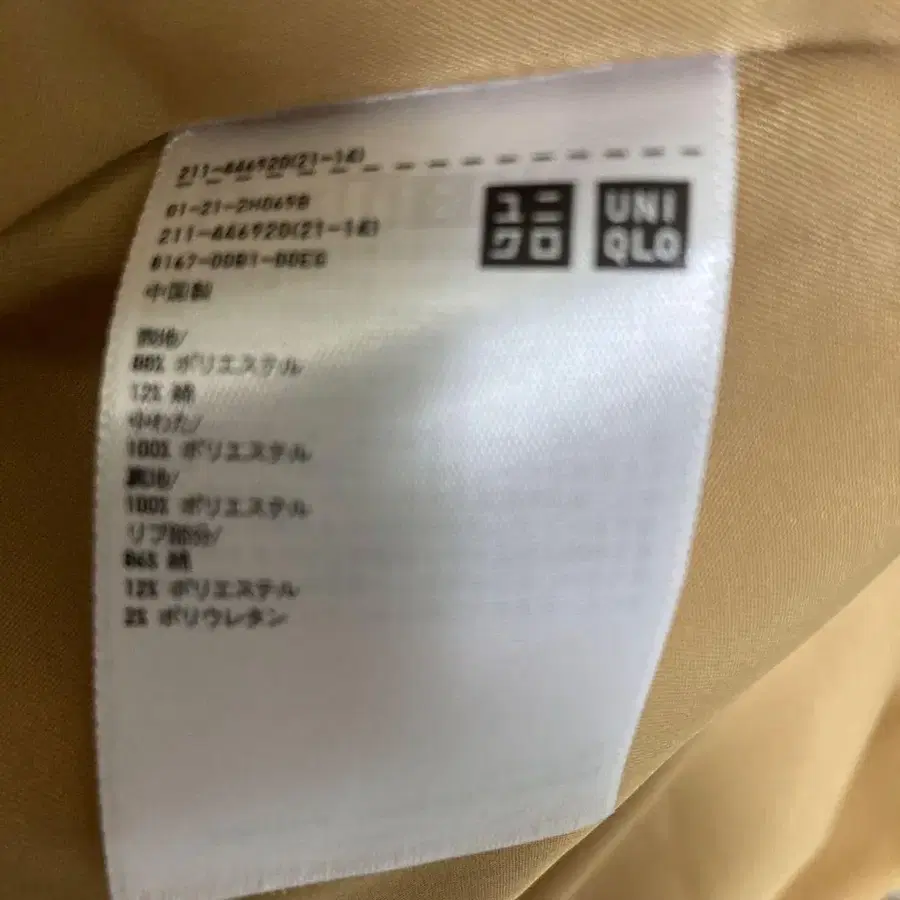 211-446920(21-14)
01-21-2H069B
211-446920(21-14)
ユニ
クロ
UNI
QLO
中国製
表地/
88% ポリエステル
12% 綿
中わた/
100% ポリエステル
裏地/
100% ポリエステル
リブ部分/
86% 綿
12% ポリエステル
2% ポリウレタン